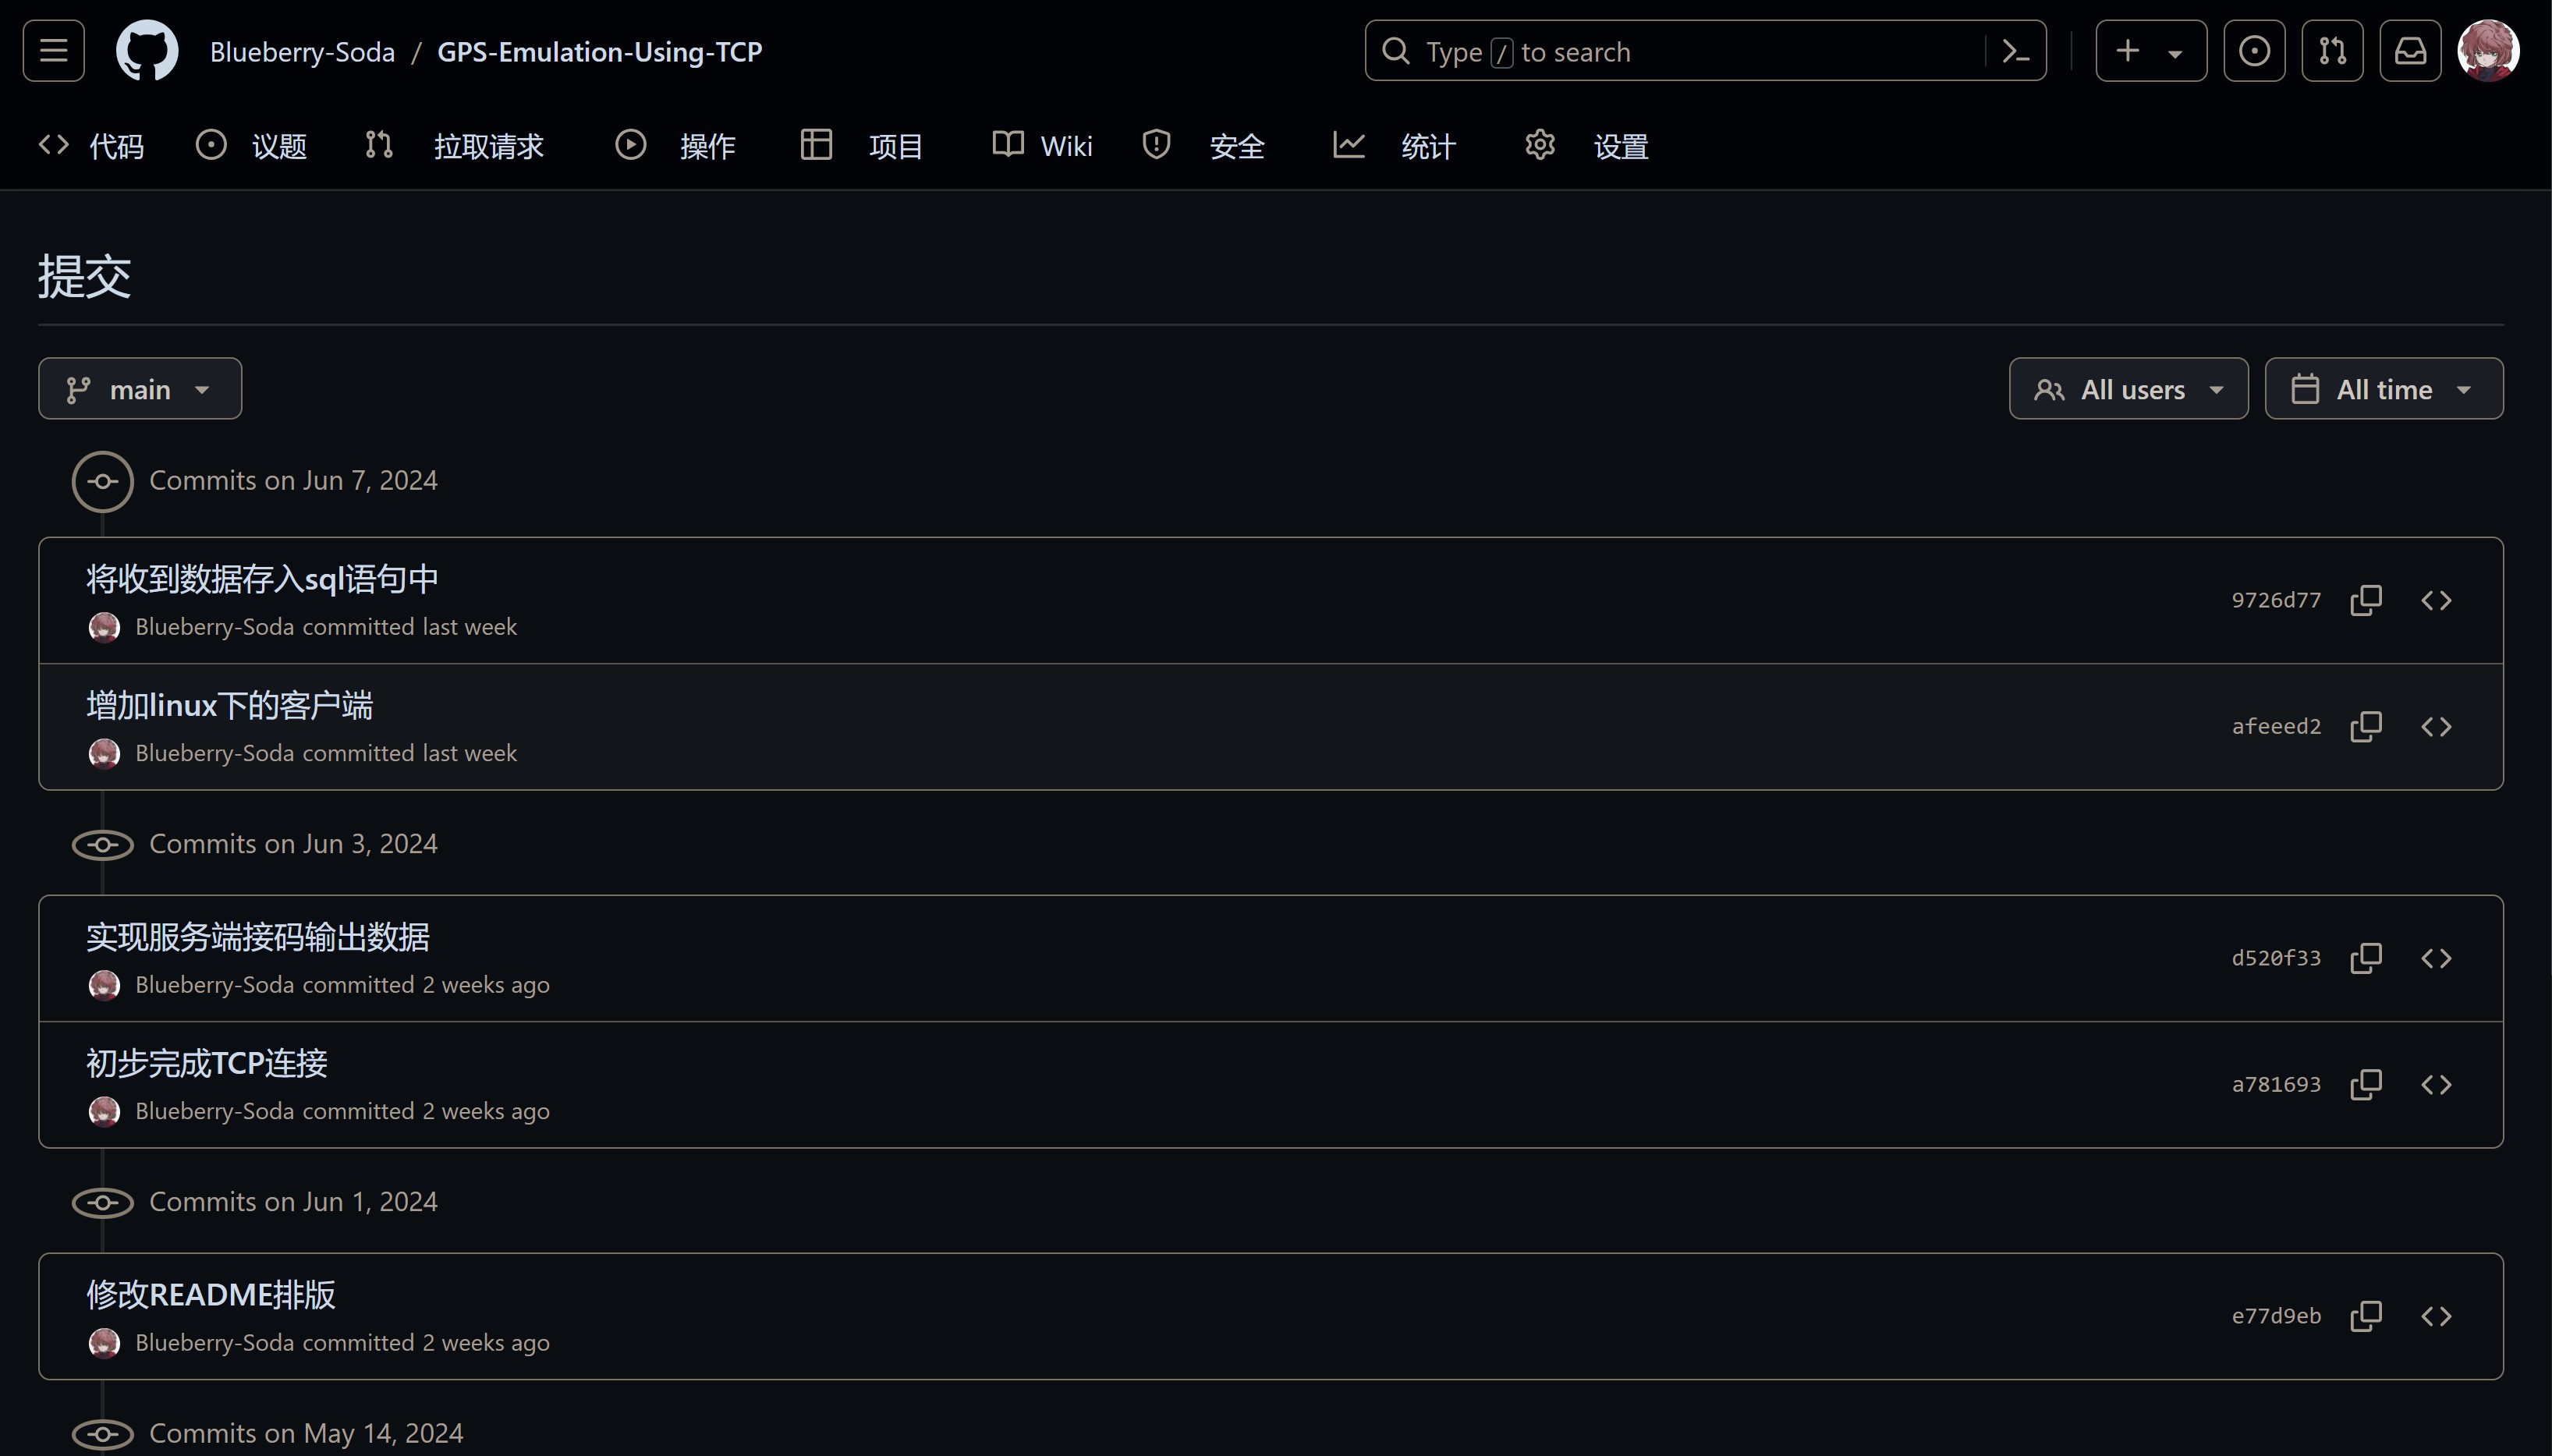 Blueberry-Soda / GPS-Emulation-Using-TCP
Type / to search
代码 议题 拉取请求 操作 项目 Wiki 安全 统计 设置
提交
main
All users
All time
Commits on Jun 7, 2024
将收到数据存入sql语句中
Blueberry-Soda committed last week
9726d77
增加linux下的客户端
Blueberry-Soda committed last week
afeeed2
Commits on Jun 3, 2024
实现服务端接码输出数据
Blueberry-Soda committed 2 weeks ago
d520f33
初步完成TCP连接
Blueberry-Soda committed 2 weeks ago
a781693
Commits on Jun 1, 2024
修改README排版
Blueberry-Soda committed 2 weeks ago
e77d9eb
Commits on May 14, 2024